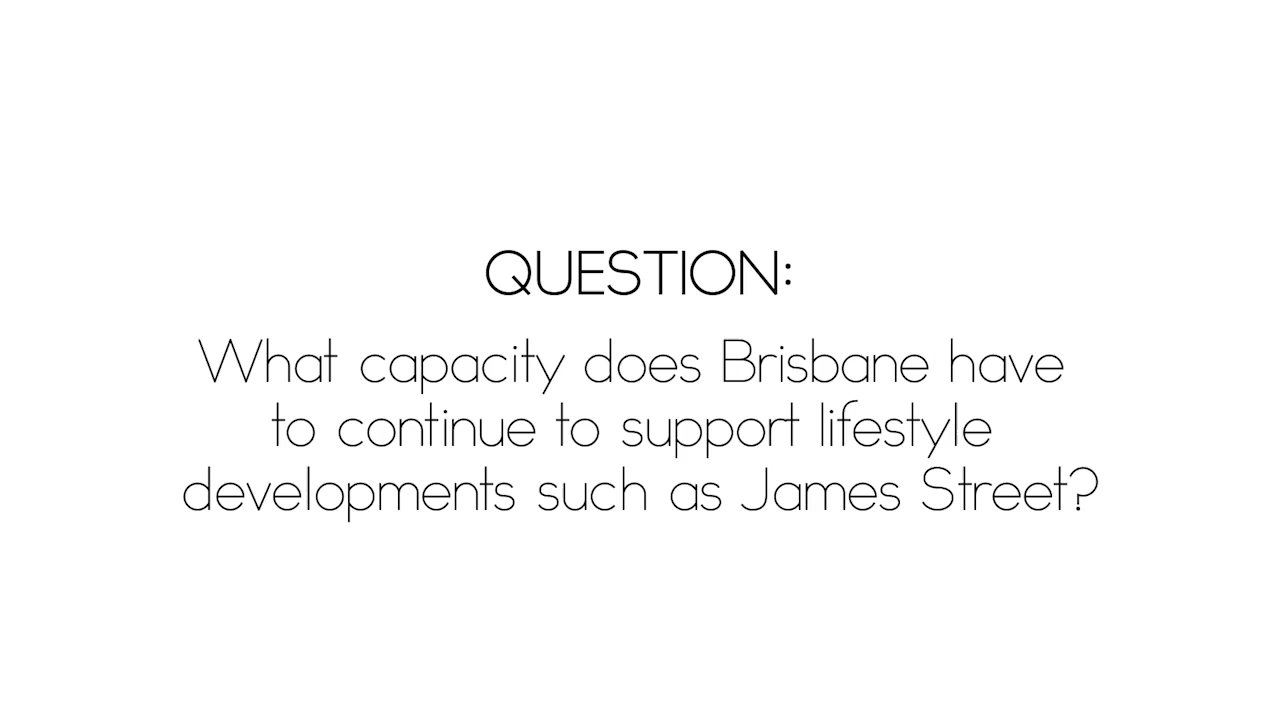 QUESTION:
What capacity does Brisbane have
to continue to support lifestyle
developments such as James Street?